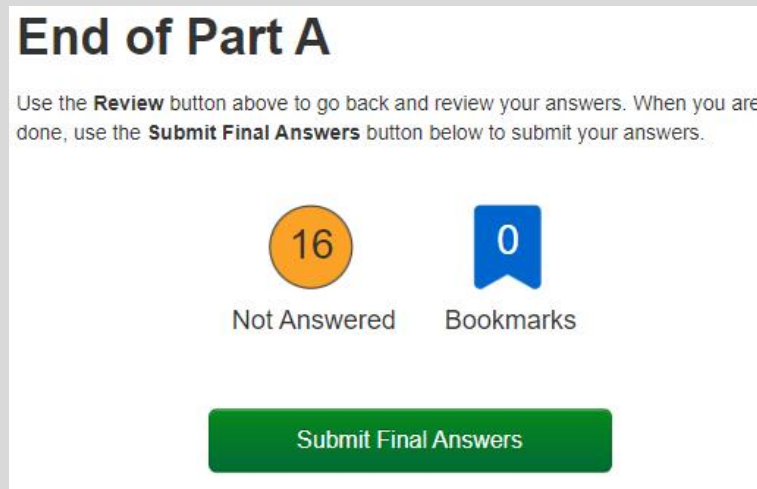 End of Part A
Use the Review button above to go back and review your answers. When you are
done, use the Submit Final Answers button below to submit your answers.
16
0
Not Answered
Bookmarks
Submit Final Answers